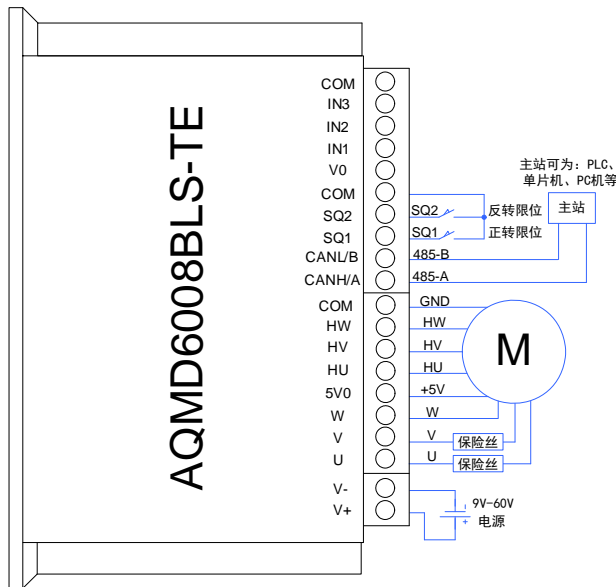 AQMD6008BLS-TE
COM
IN3
IN2
IN1
V0
COM
SQ2
SQ1
CANL/B
CANH/A
COM
HW
HV
HU
5V0
W
V
U
V-
V+
SQ2
反转限位
SQ1
正转限位
485-B
485-A
主站可为：PLC、
单片机、PC机等
主站
GND
HW
HV
HU
+5V
W
V
保险丝
U
保险丝
M
-
9V-60V
+
电源